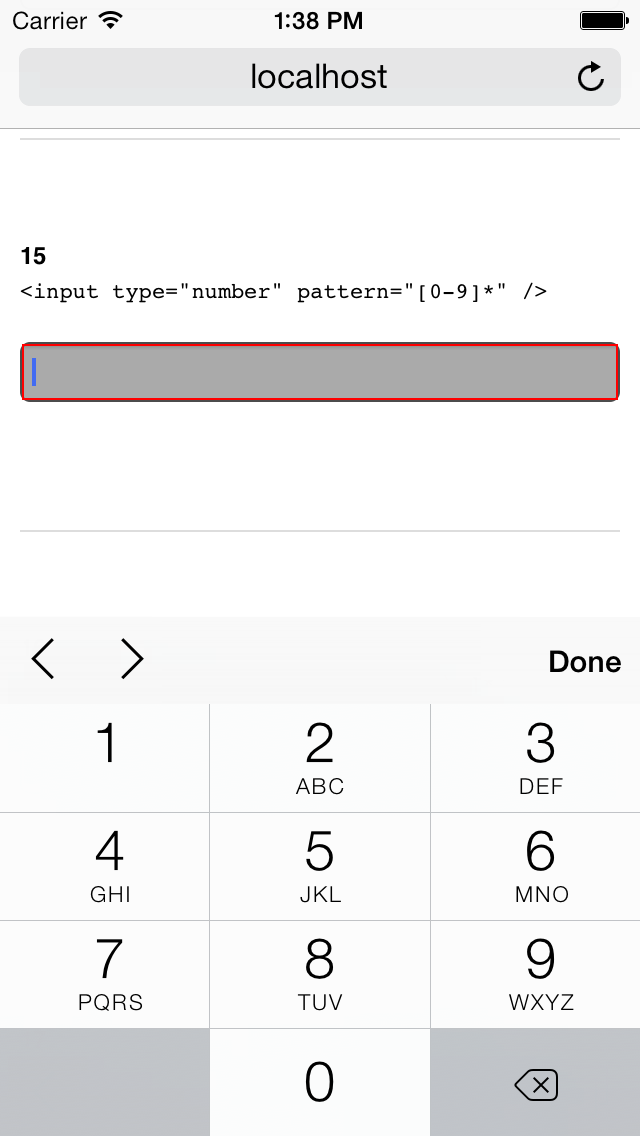 Carrier 1:38 PM
localhost
15
<input type="number" pattern="[0-9]*" />
Done
1 2 3
ABC DEF
4 5 6
GHI JKL MNO
7 8 9
PQRS TUV WXYZ
0